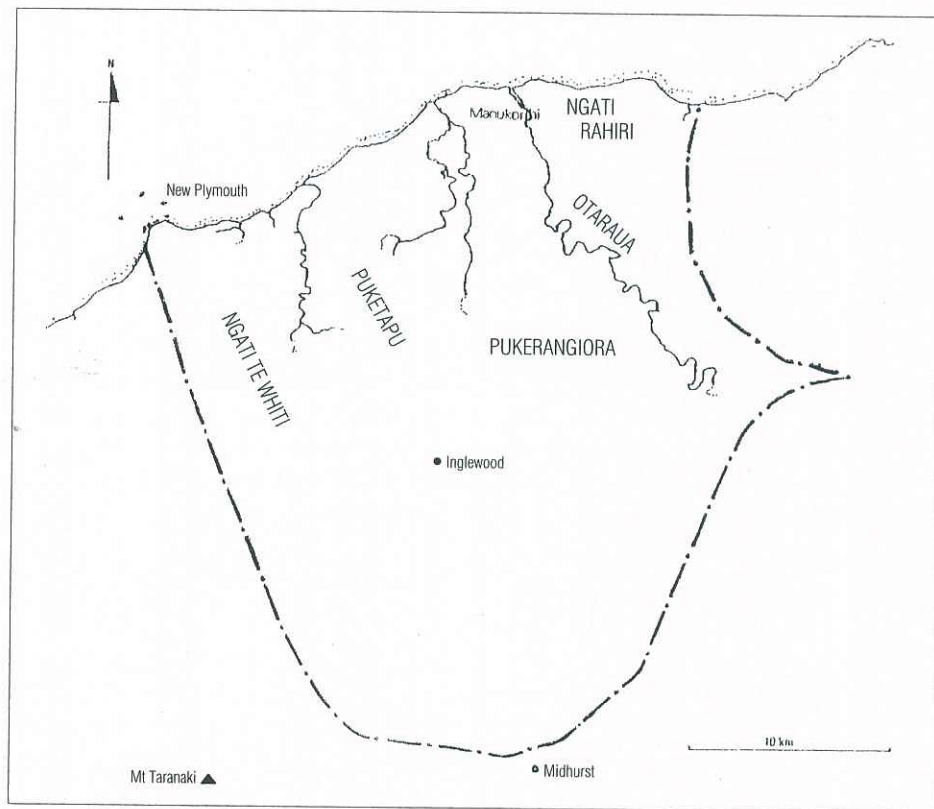 N
Manukorihi
NGATI
RAHIRI
New Plymouth
OTARAUA
PUKETAPU
NGATI TE WHITI
PUKERANGIORA
Inglewood
10 km
Mt Taranaki
Midhurst